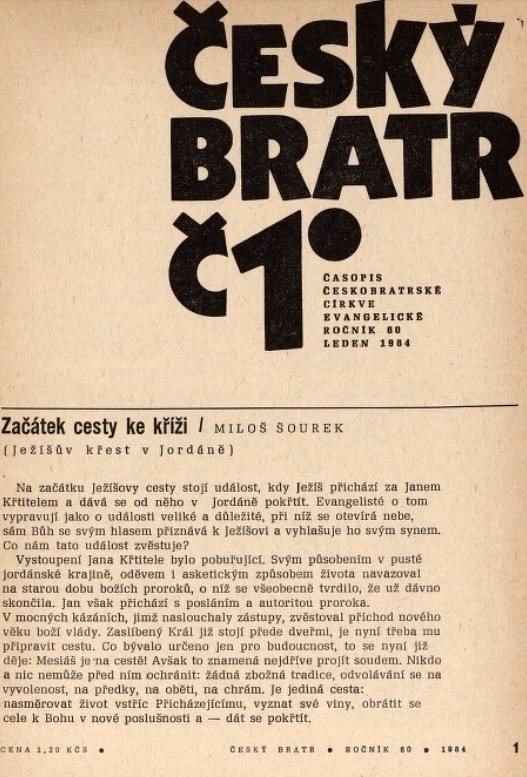 ČESKÝ
BRATR
Č1
ČASOPIS
ČESKOBRATRSKÉ
CÍRKVE
EVANGELICKÉ
ROČNÍK 60
LEDEN 1984
Začátek cesty ke kříži / MILOŠ ŠOUREK
(Ježíšův křest v Jordáně)
Na začátku Ježíšovy cesty stojí událost, kdy Ježíš přichází za Janem
Křtitelem a dává se od něho v Jordáně pokřtít. Evangelisté o tom
vypravují jako o události veliké a důležité, při níž se otevírá nebe,
sám Bůh se svým hlasem přiznává k Ježíšovi a vyhlašuje ho svým synem.
Co nám tato událost zvěstuje?
Vystoupení Jana Křtitele bylo pobuřující. Svým působením v pusté
jordánské krajině, oděvem i asketickým způsobem života navazoval
na starou dobu božích proroků, o níž se všeobecně tvrdilo, že už dávno
skončila. Jan však přichází s posláním a autoritou proroka.
V mocných kázáních, jimž naslouchaly zástupy, zvěstoval příchod nového
věku boží vlády. Zaslíbený Král již stojí přede dveřmi, je nyní třeba mu
připravit cestu. Co bývalo určeno jen pro budoucnost, to se nyní již
děje: Mesiáš je na cestě! Avšak to znamená nejdříve projít soudem. Nikdo
a nic nemůže před ním ochránit: žádná zbožná tradice, odvolávání se na
vyvolenost, na předky, na oběti, na chrám. Je jediná cesta:
nasměrovat život vstříc Přicházejícímu, vyznat své viny, obrátit se
cele k Bohu v nové poslušnosti a — dát se pokřtít.
CENA 1,20 KČS ● ČESKÝ BRATR ● ROČNÍK 60 ● 1984 1